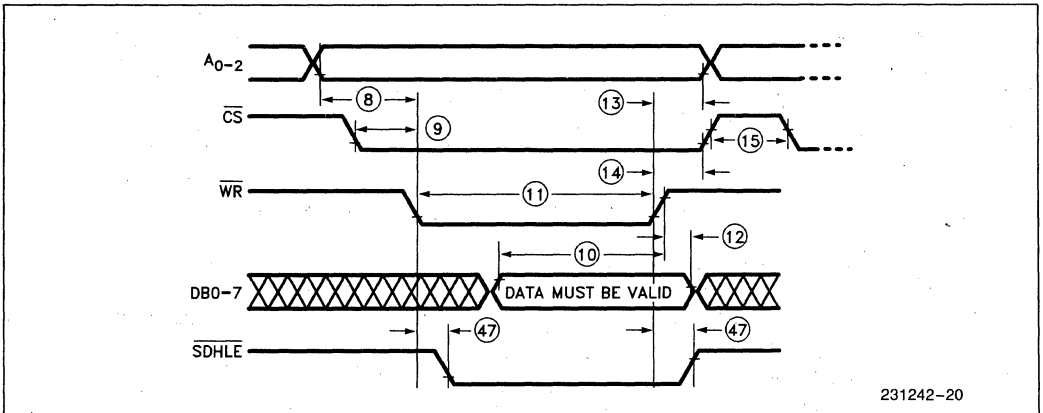 A0-2
8
13
CS
9
15
14
WR
11
12
10
DB0-7
DATA MUST BE VALID
47
47
SDHLE
231242-20